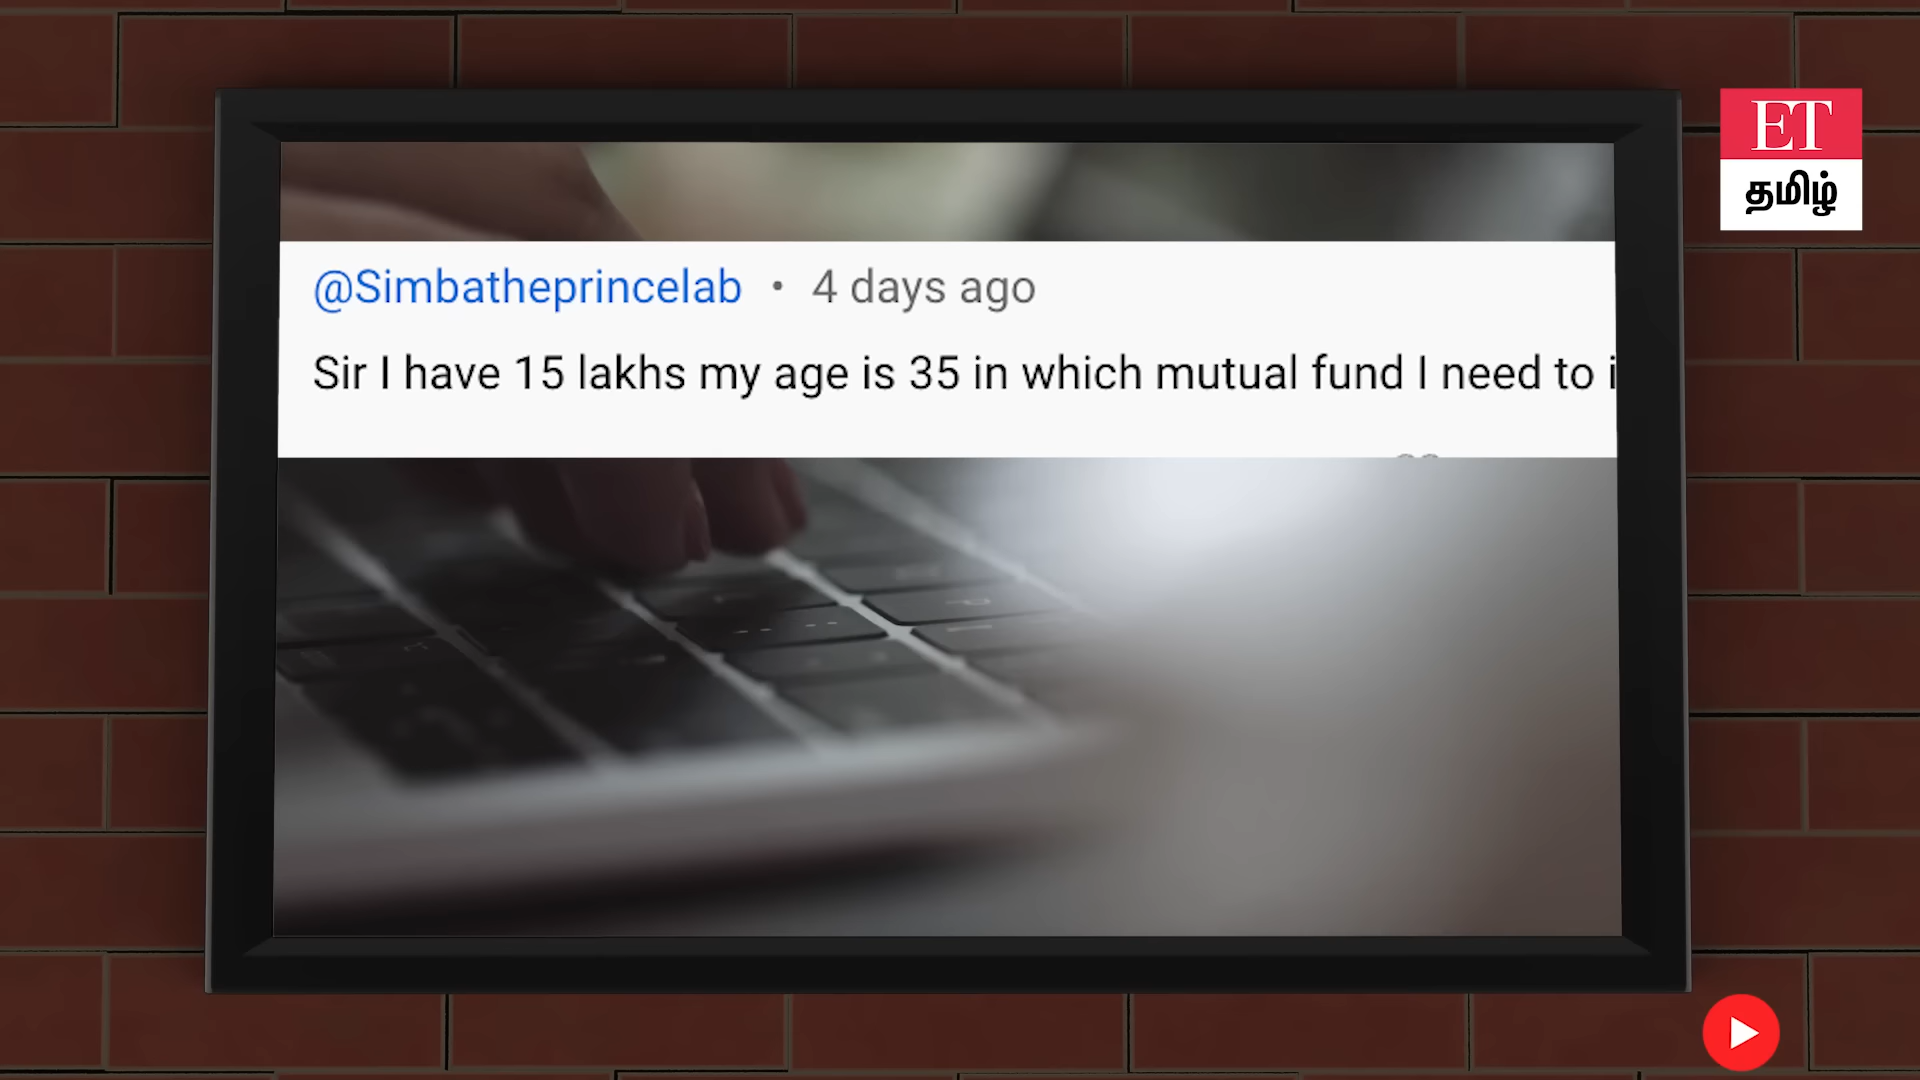 ET
தமிழ்
@Simbatheprincelab • 4 days ago
Sir I have 15 lakhs my age is 35 in which mutual fund I need to i